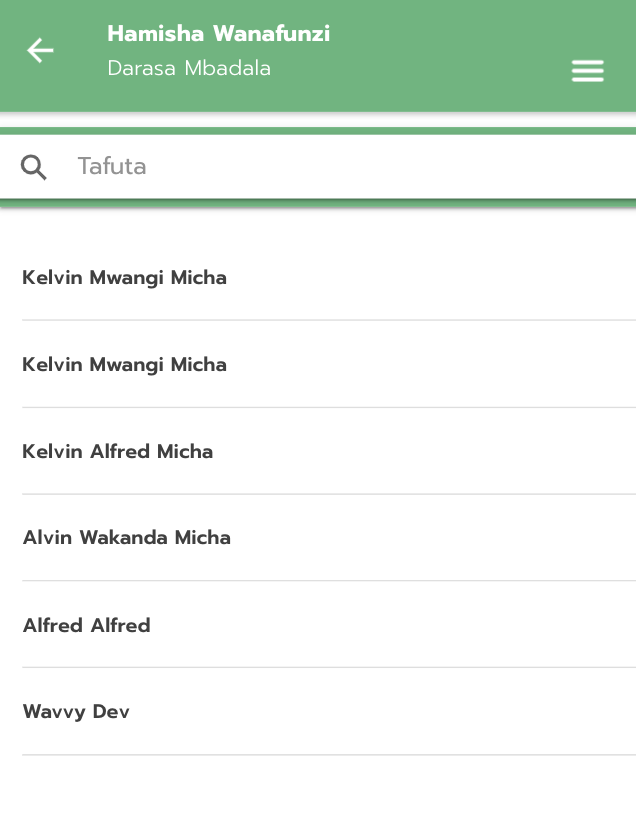 Hamisha Wanafunzi
Darasa Mbadala
Tafuta
Kelvin Mwangi Micha
Kelvin Mwangi Micha
Kelvin Alfred Micha
Alvin Wakanda Micha
Alfred Alfred
Wavvy Dev